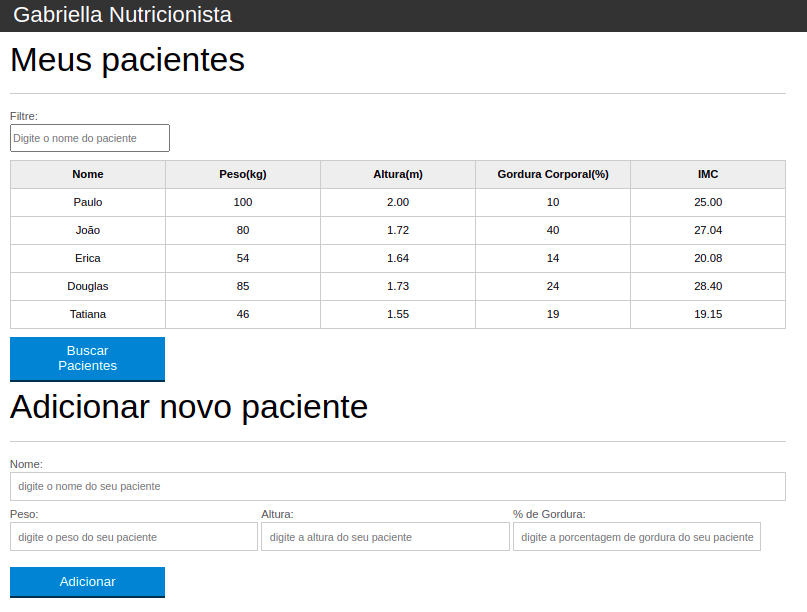 Gabriella Nutricionista
Meus pacientes
Filtre:
Digite o nome do paciente
Nome Peso(kg) Altura(m) Gordura Corporal(%) IMC
Paulo 100 2.00 10 25.00
João 80 1.72 40 27.04
Erica 54 1.64 14 20.08
Douglas 85 1.73 24 28.40
Tatiana 46 1.55 19 19.15
Buscar
Pacientes
Adicionar novo paciente
Nome:
digite o nome do seu paciente
Peso: Altura: % de Gordura:
digite o peso do seu paciente digite a altura do seu paciente digite a porcentagem de gordura do seu paciente
Adicionar